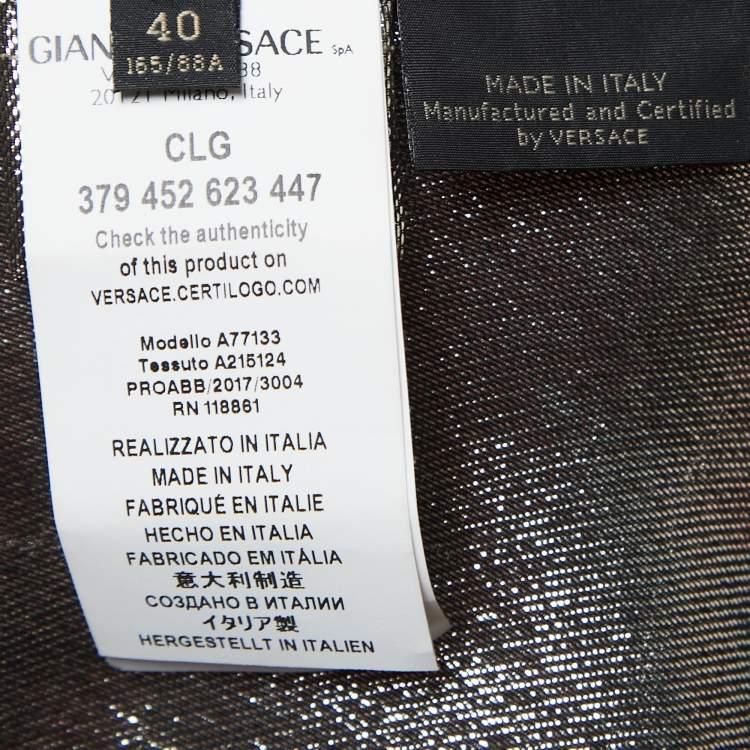 40
165/88A
GIAN SACE SpA
20121 Milano, Italy
CLG
379 452 623 447
Check the authenticity
of this product on
VERSACE.CERTILOGO.COM
Modello A77133
Tessuto A215124
PROABB/2017/3004
RN 118861
REALIZZATO IN ITALIA
MADE IN ITALY
FABRIQUÉ EN ITALIE
HECHO EN ITALIA
FABRICADO EM ITÁLIA
意大利制造
СОЗДАНО В ИТАЛИИ
イタリア製
HERGESTELLT IN ITALIEN
MADE IN ITALY
Manufactured and Certified
by VERSACE